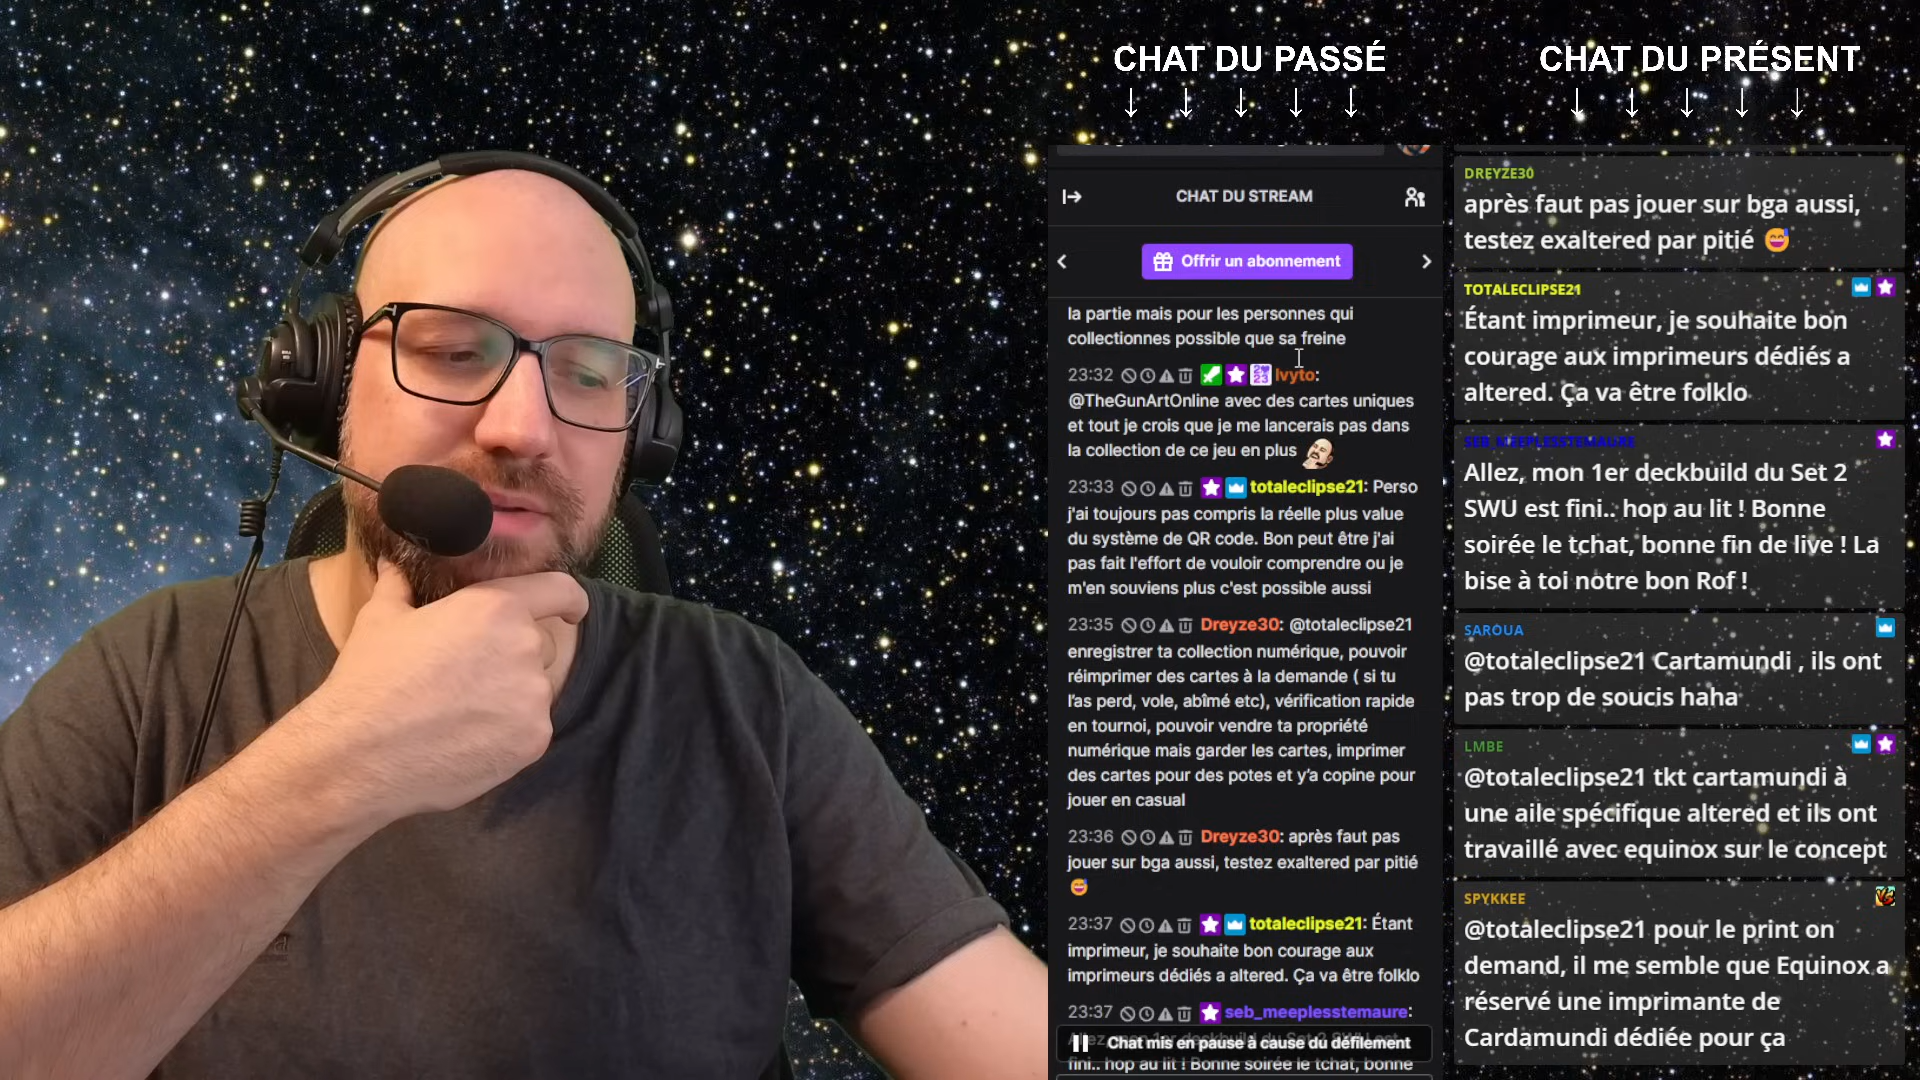 CHAT DU PASSÉ
CHAT DU STREAM
Offrir un abonnement
la partie mais pour les personnes qui
collectionnes possible que sa freine
23:32 Ivyto:
@TheGunArtOnline avec des cartes uniques
et tout je crois que je me lancerais pas dans
la collection de ce jeu en plus
23:33 totaleclipse21: Perso
j'ai toujours pas compris la réelle plus value
du système de QR code. Bon peut être j'ai
pas fait l'effort de vouloir comprendre ou je
m'en souviens plus c'est possible aussi
23:35 Dreyze30: @totaleclipse21
enregistrer ta collection numérique, pouvoir
réimprimer des cartes à la demande ( si tu
l'as perd, vole, abîmé etc), vérification rapide
en tournoi, pouvoir vendre ta propriété
numérique mais garder les cartes, imprimer
des cartes pour des potes et y'a copine pour
jouer en casual
23:36 Dreyze30: après faut pas
jouer sur bga aussi, testez exaltered par pitié
😅
23:37 totaleclipse21: Étant
imprimeur, je souhaite bon courage aux
imprimeurs dédiés a altered. Ça va être folklo
23:37 seb_meeplesstemaure:
Chat mis en pause à cause du défilement
fini.. hop au lit ! Bonne soirée le tchat, bonne
CHAT DU PRÉSENT
DREYZE30
après faut pas jouer sur bga aussi,
testez exaltered par pitié 😅
TOTALECLIPSE21
Étant imprimeur, je souhaite bon
courage aux imprimeurs dédiés a
altered. Ça va être folklo
SEB_MEEPLESSTEMAURE
Allez, mon 1er deckbuild du Set 2
SWU est fini.. hop au lit ! Bonne
soirée le tchat, bonne fin de live ! La
bise à toi notre bon Rof !
SAROUA
@totaleclipse21 Cartamundi , ils ont
pas trop de soucis haha
LMBE
@totaleclipse21 tkt cartamundi à
une aile spécifique altered et ils ont
travaillé avec equinox sur le concept
SPYKKEE
@totaleclipse21 pour le print on
demand, il me semble que Equinox a
réservé une imprimante de
Cardamundi dédiée pour ça